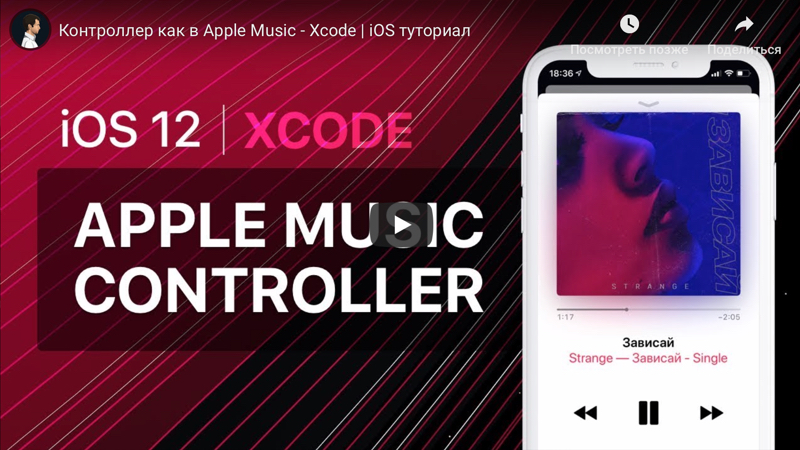 Контроллер как в Apple Music - Xcode | iOS туториал
Посмотреть позже
Поделиться
iOS 12 | XCODE
APPLE MUSIC
CONTROLLER
18:36
ЗАВИСАЙ
STRANGE
1:17
-2:05
Зависай
Strange — Зависай - Single